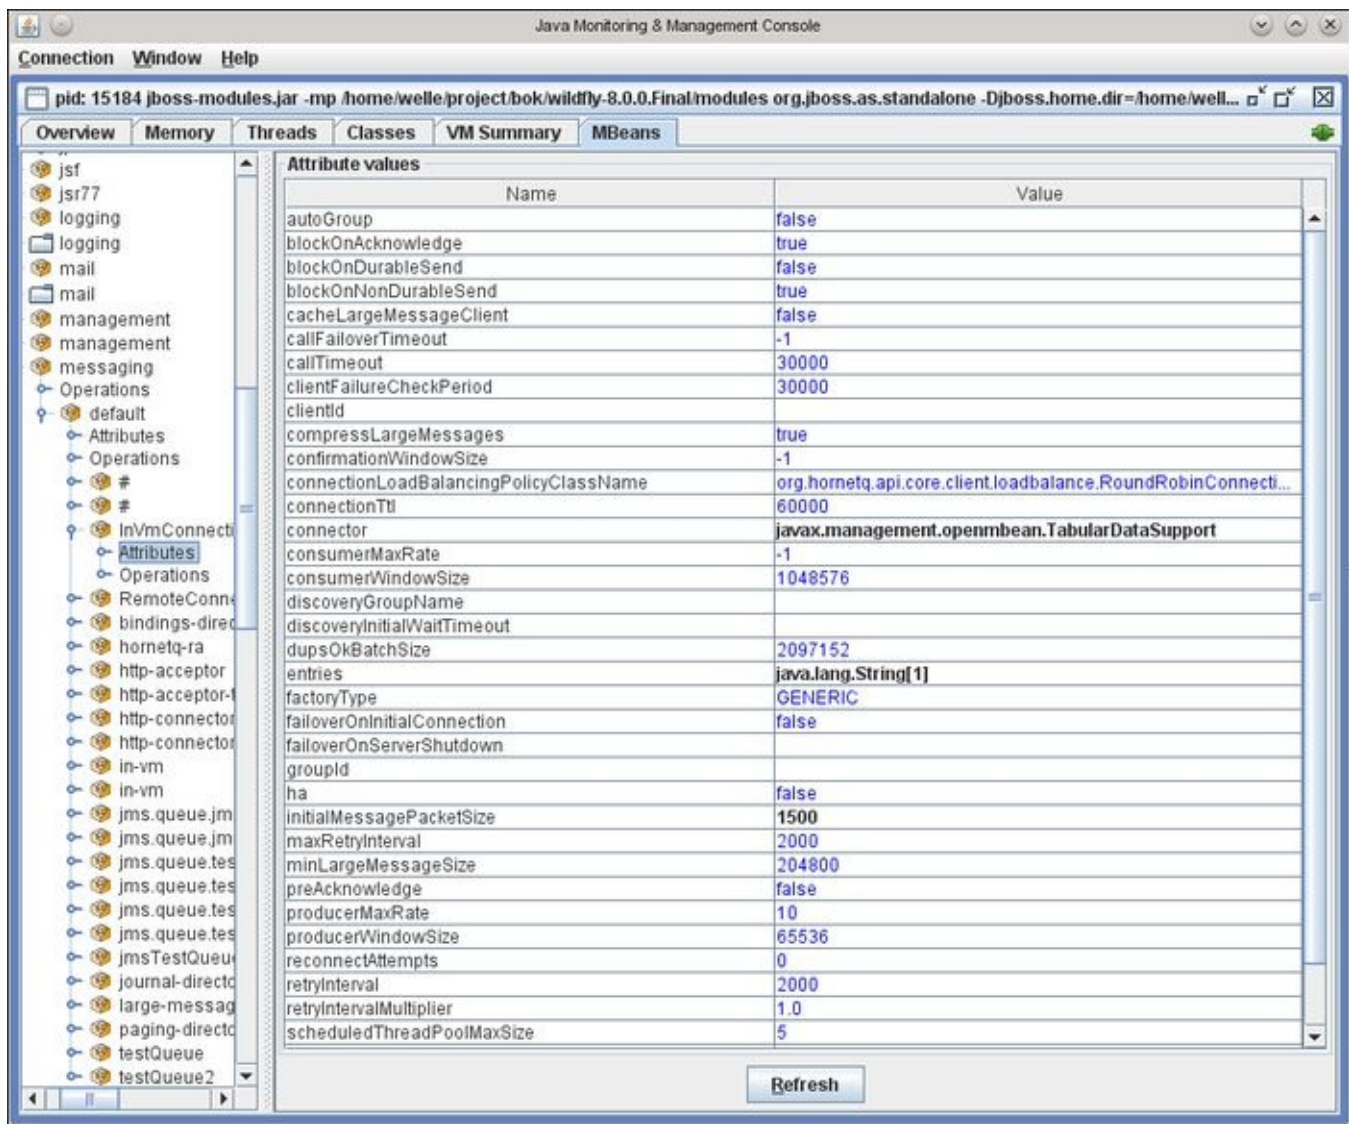 Java Monitoring & Management Console
Connection Window Help
pid: 15184 jboss-modules.jar -mp /home/welle/project/bok/wildfly-8.0.0.Final/modules org.jboss.as.standalone -Djboss.home.dir=/home/well...
Overview Memory Threads Classes VM Summary MBeans
jsf
jsr77
logging
logging
mail
mail
management
management
messaging
Operations
default
Attributes
Operations
#
#
InVmConnecti
Attributes
Operations
RemoteConne
bindings-direc
hornetq-ra
http-acceptor
http-acceptor-t
http-connector
http-connector
in-vm
in-vm
jms.queue.jm
jms.queue.jm
jms.queue.tes
jms.queue.tes
jms.queue.tes
jms.queue.tes
jmsTestQueu
journal-directo
large-messag
paging-directo
testQueue
testQueue2
Attribute values
Name Value
autoGroup false
blockOnAcknowledge true
blockOnDurableSend false
blockOnNonDurableSend true
cacheLargeMessageClient false
callFailoverTimeout -1
callTimeout 30000
clientFailureCheckPeriod 30000
clientId
compressLargeMessages true
confirmationWindowSize -1
connectionLoadBalancingPolicyClassName org.hornetq.api.core.client.loadbalance.RoundRobinConnecti...
connectionTtl 60000
connector javax.management.openmbean.TabularDataSupport
consumerMaxRate -1
consumerWindowSize 1048576
discoveryGroupName
discoveryInitialWaitTimeout
dupsOkBatchSize 2097152
entries java.lang.String[1]
factoryType GENERIC
failoverOnInitialConnection false
failoverOnServerShutdown
groupId
ha false
initialMessagePacketSize 1500
maxRetryInterval 2000
minLargeMessageSize 204800
preAcknowledge false
producerMaxRate 10
producerWindowSize 65536
reconnectAttempts 0
retryInterval 2000
retryIntervalMultiplier 1.0
scheduledThreadPoolMaxSize 5
Refresh